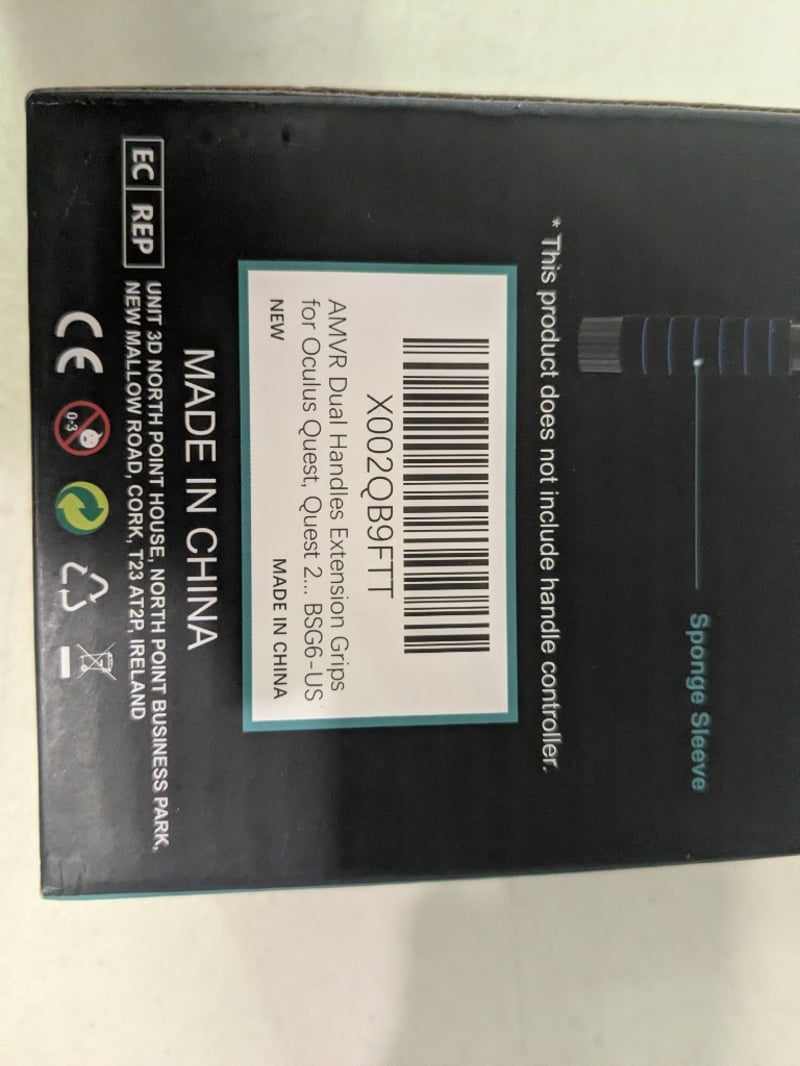 Sponge Sleeve
* This product does not include handle controller.
X002QB9FTT
AMVR Dual Handles Extension Grips
for Oculus Quest, Quest 2... BSG6-US
NEW
MADE IN CHINA
MADE IN CHINA
EC REP
UNIT 3D NORTH POINT HOUSE, NORTH POINT BUSINESS PARK,
NEW MALLOW ROAD, CORK, T23 AT2P, IRELAND
CE
0-3